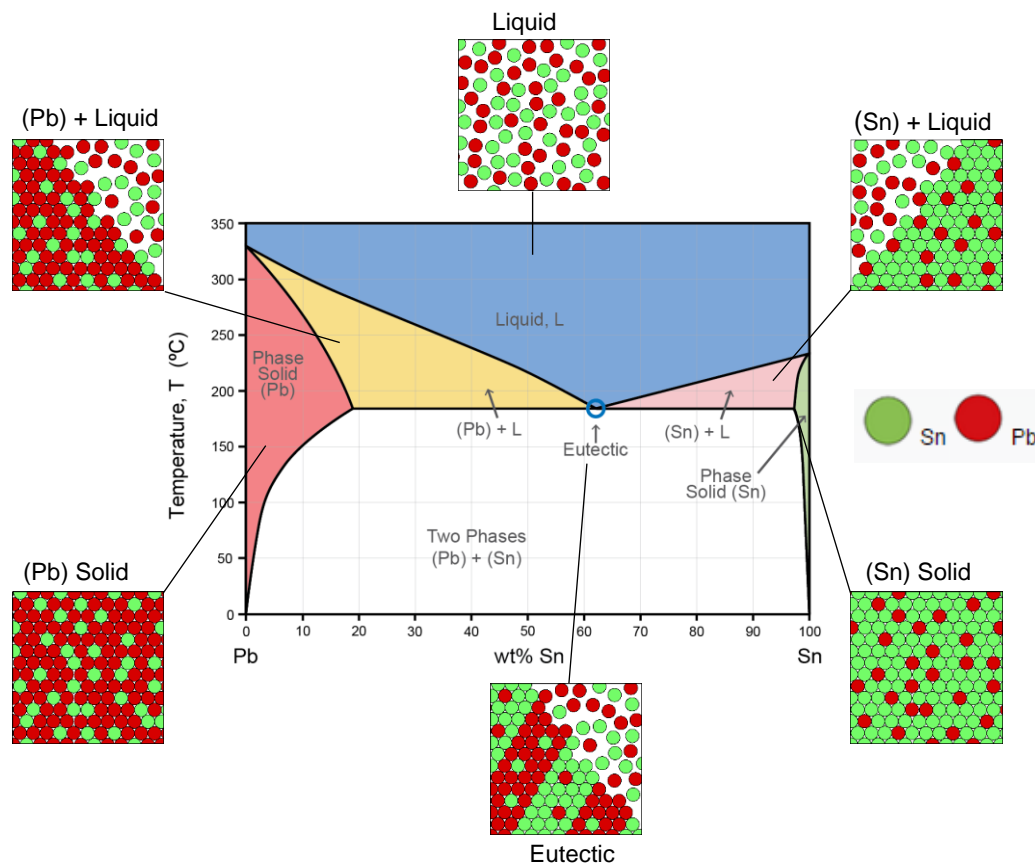 Liquid
(Pb) + Liquid
(Sn) + Liquid
350
300
250
200
150
100
50
0
Temperature, T (ºC)
Liquid, L
Phase
Solid
(Pb)
(Pb) + L
Eutectic
(Sn) + L
Phase
Solid (Sn)
Two Phases
(Pb) + (Sn)
Sn
Pb
(Pb) Solid
(Sn) Solid
0 10 20 30 40 50 60 70 80 90 100
Pb wt% Sn Sn
Eutectic